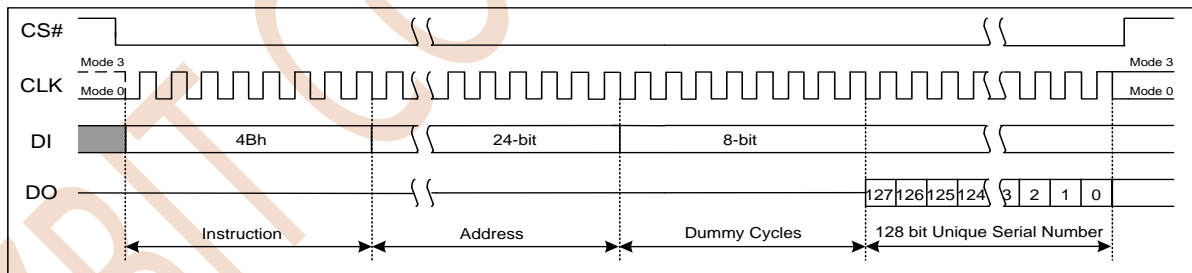 CS#
Mode 3
Mode 3
CLK
Mode 0
Mode 0
DI
4Bh
24-bit
8-bit
DO
127 126 125 124 3 2 1 0
Instruction
Address
Dummy Cycles
128 bit Unique Serial Number